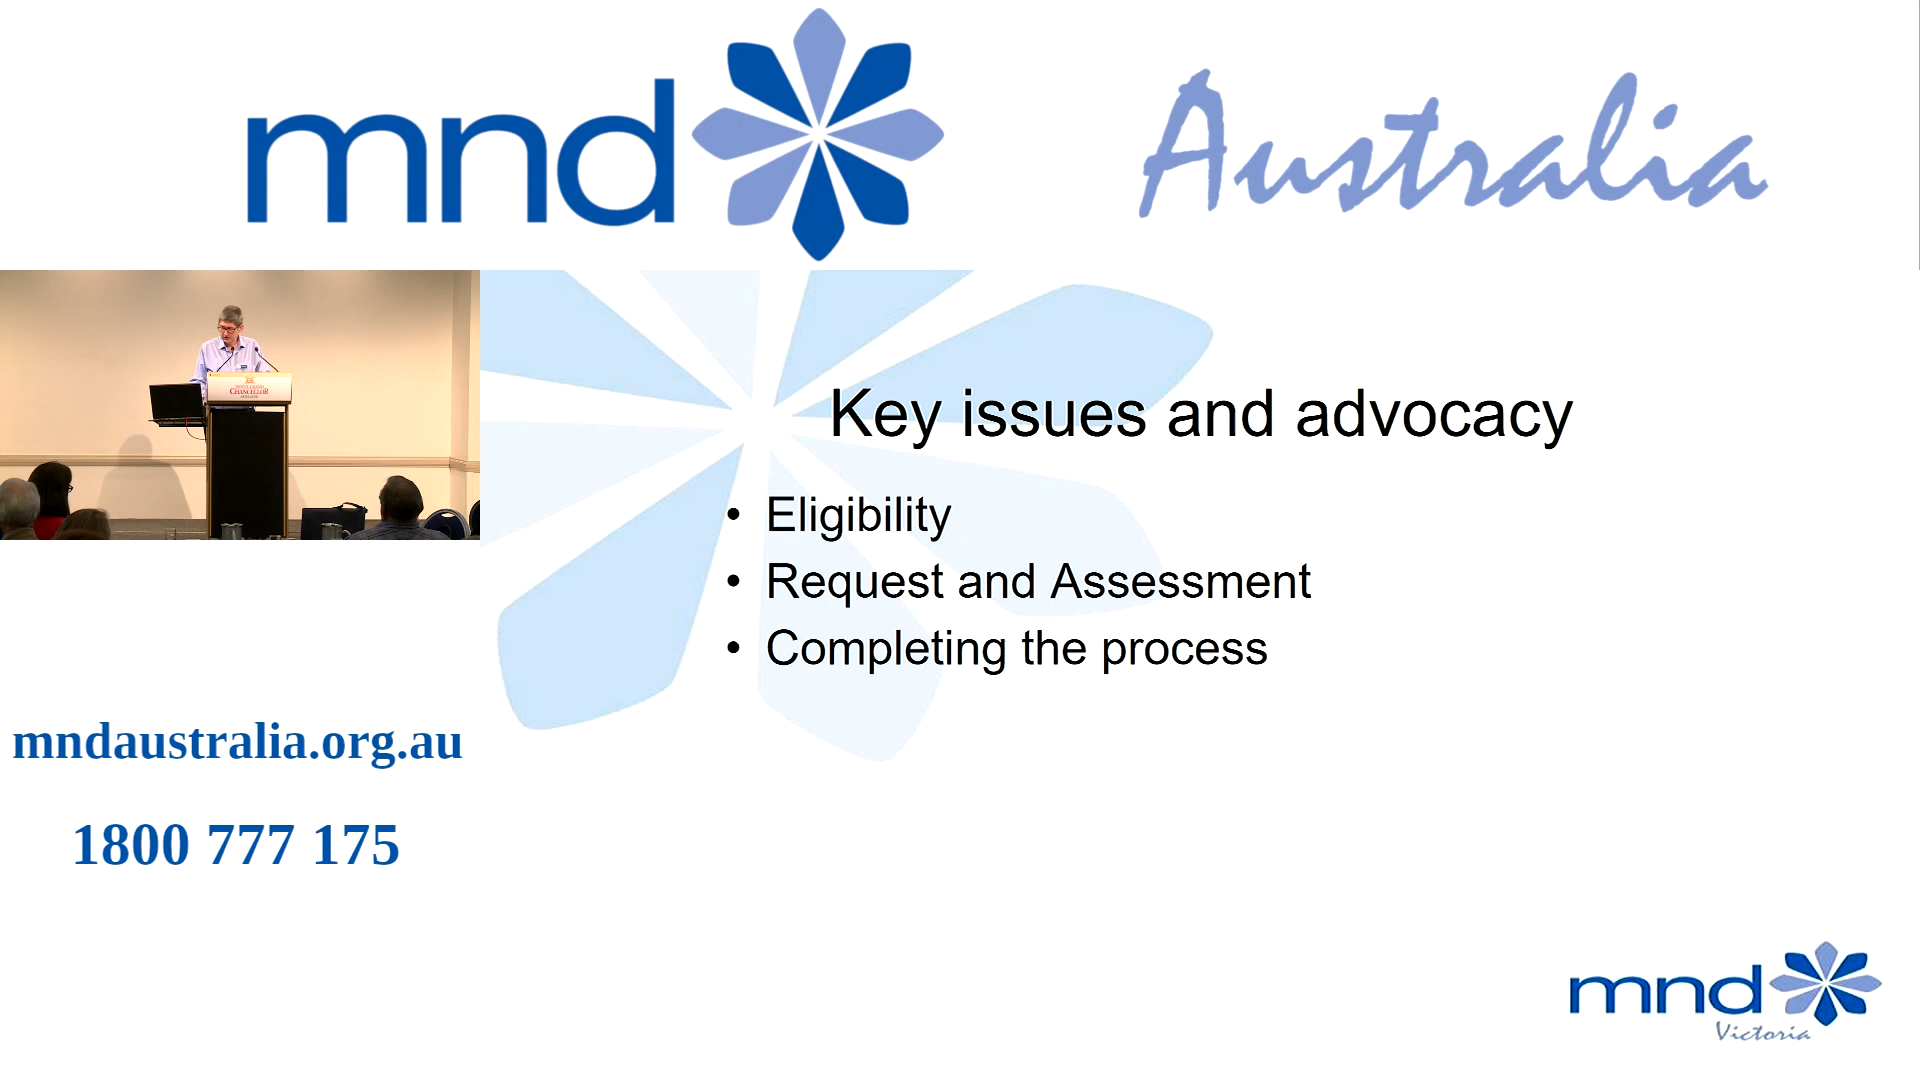 mnd Australia
CHANCELLOR
Key issues and advocacy
• Eligibility
• Request and Assessment
• Completing the process
mndaustralia.org.au
1800 777 175
mnd
Victoria